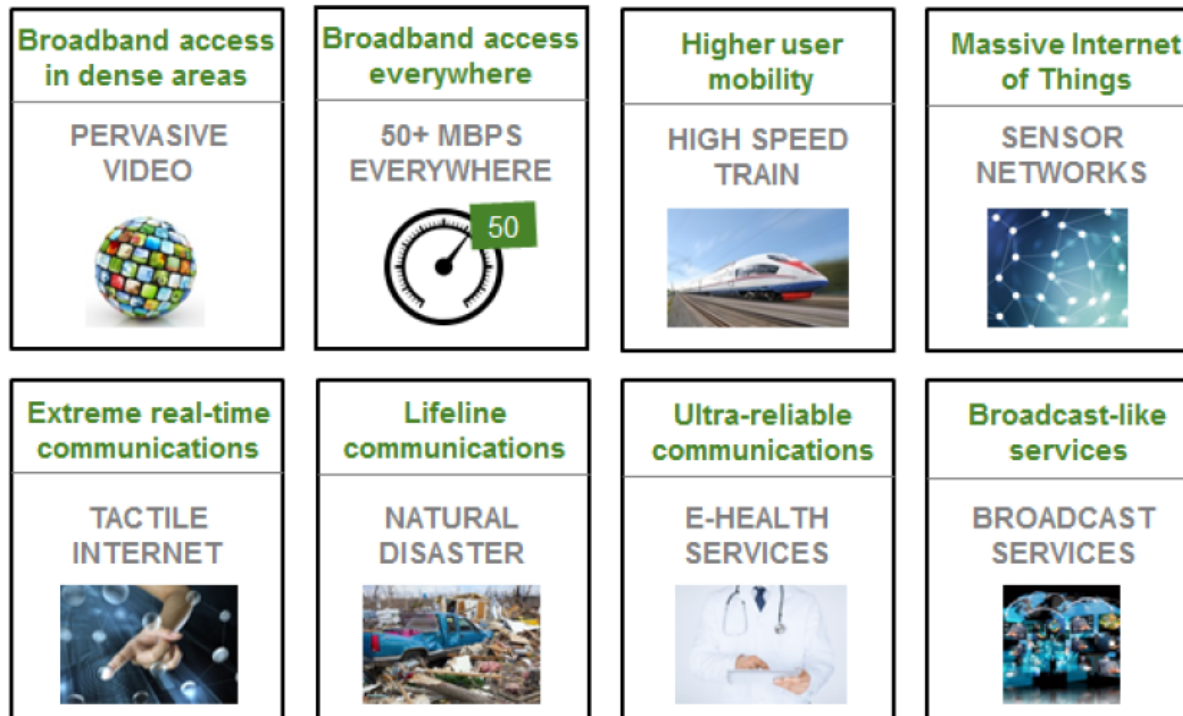 Broadband access
in dense areas
PERVASIVE
VIDEO
Broadband access
everywhere
50+ MBPS
EVERYWHERE
50
Higher user
mobility
HIGH SPEED
TRAIN
Massive Internet
of Things
SENSOR
NETWORKS
Extreme real-time
communications
TACTILE
INTERNET
Lifeline
communications
NATURAL
DISASTER
Ultra-reliable
communications
E-HEALTH
SERVICES
Broadcast-like
services
BROADCAST
SERVICES